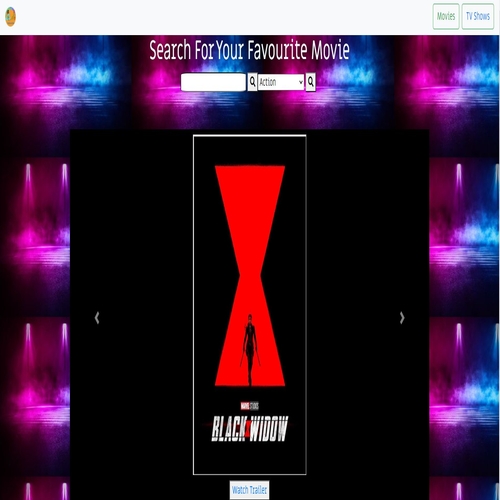 Movies
TV Shows
Search For Your Favourite Movie
Action
MARVEL STUDIOS
BLACK WIDOW
Watch Trailer